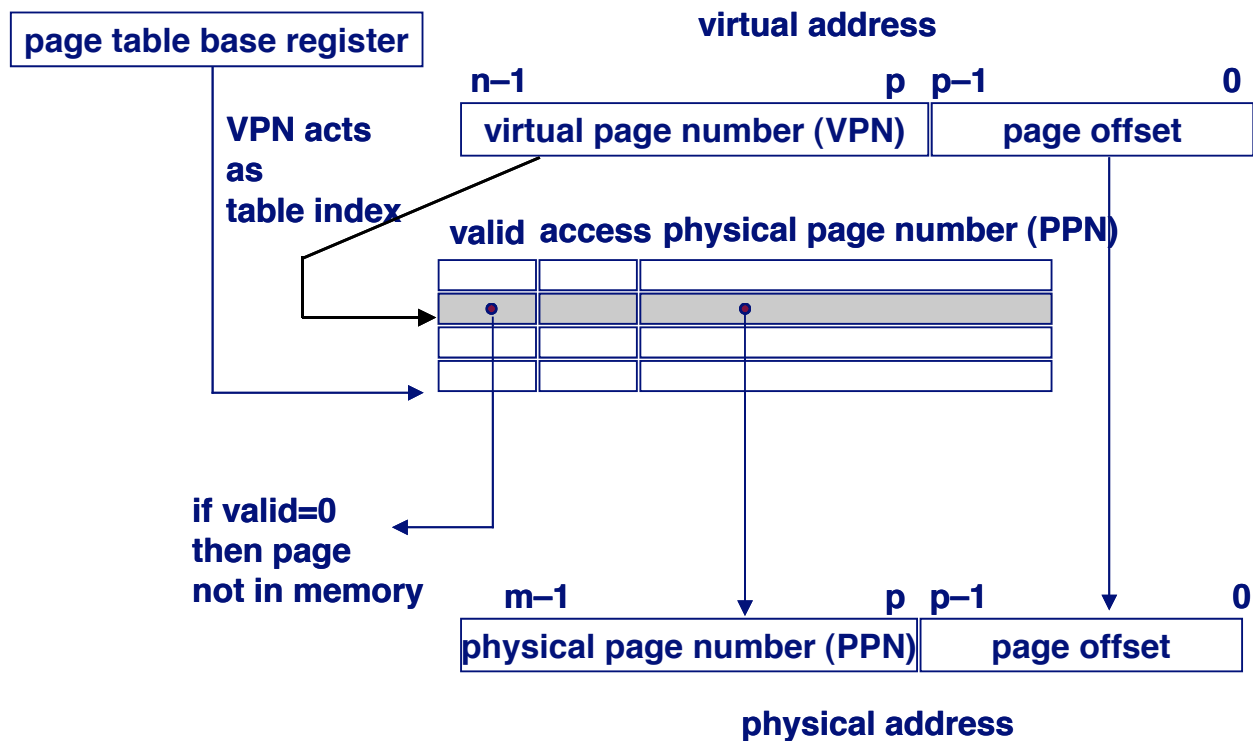 virtual address
page table base register
n–1 p p–1 0
virtual page number (VPN) page offset
VPN acts
as
table index
valid access physical page number (PPN)
if valid=0
then page
not in memory
m–1 p p–1 0
physical page number (PPN) page offset
physical address